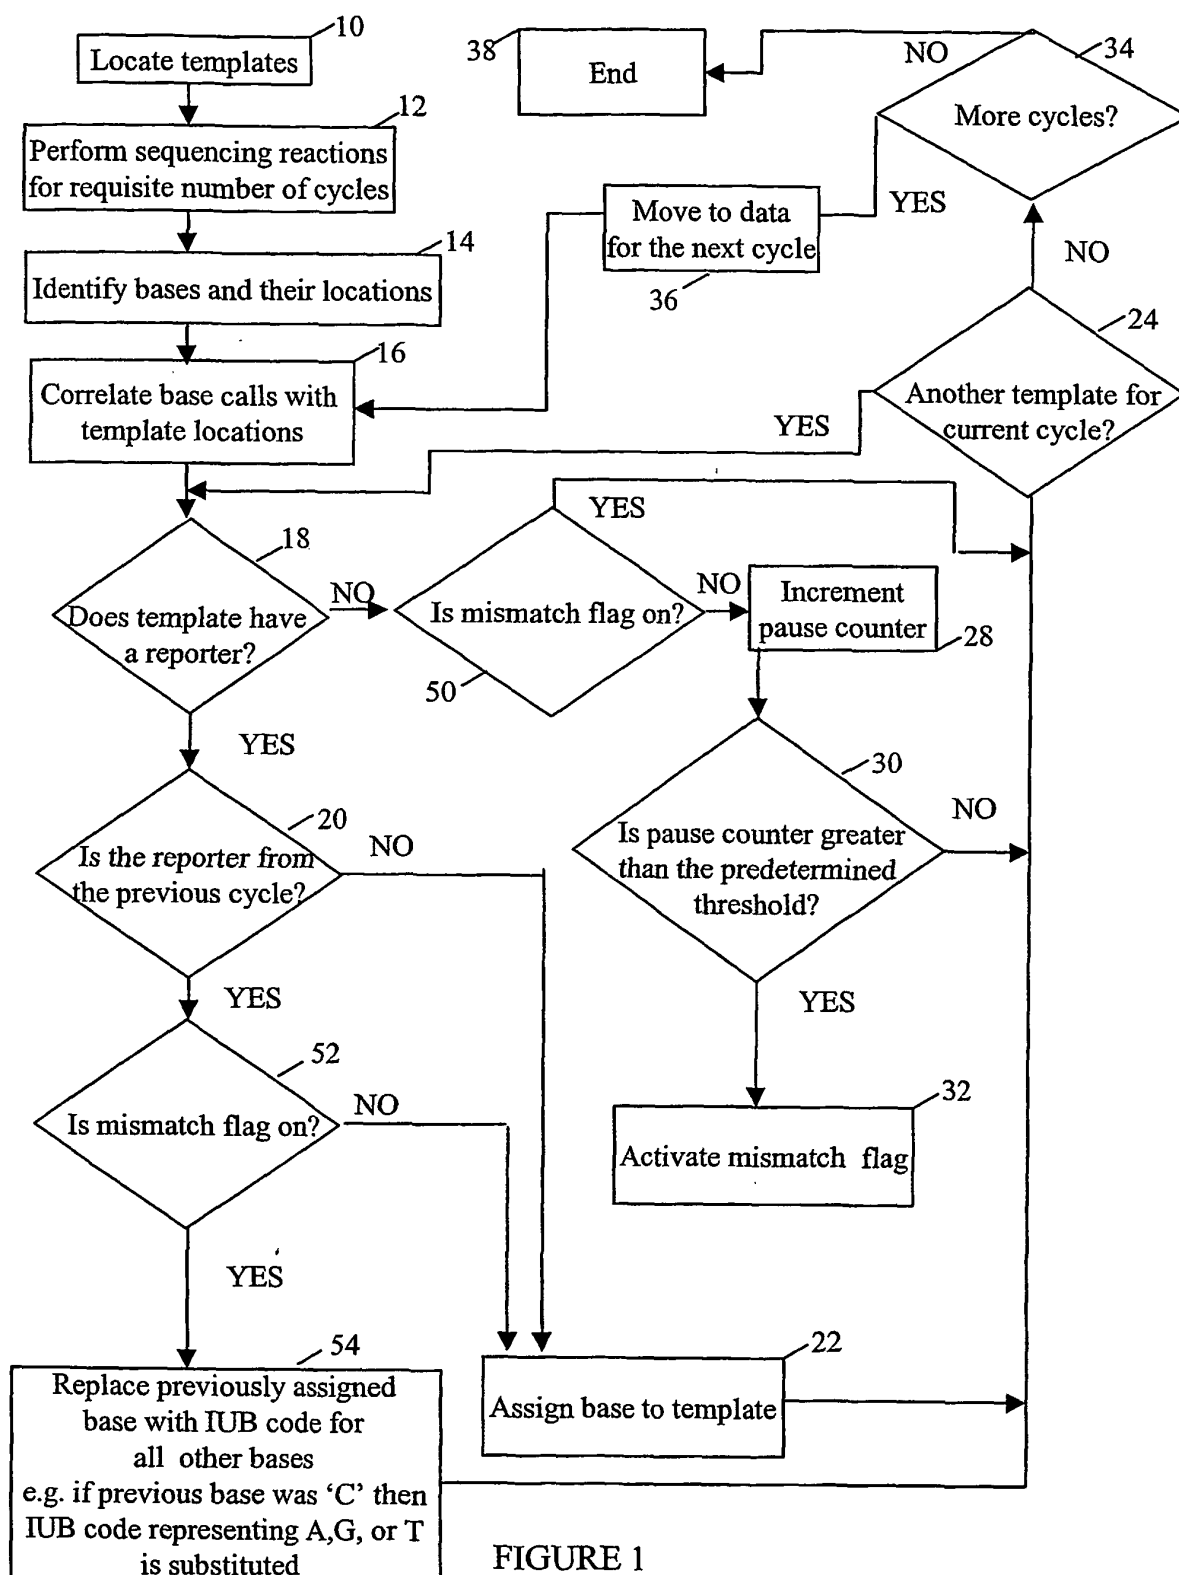 10
Locate templates
12
Perform sequencing reactions
for requisite number of cycles
14
Identify bases and their locations
16
Correlate base calls with
template locations
38
End
NO
34
More cycles?
YES
Move to data
for the next cycle
36
NO
24
Another template for
current cycle?
YES
18
Does template have
a reporter?
NO
YES
Is mismatch flag on?
50
NO
Increment
pause counter
28
YES
30
Is pause counter greater
than the predetermined
threshold?
NO
YES
20
Is the reporter from
the previous cycle?
NO
YES
52
Is mismatch flag on?
NO
YES
32
Activate mismatch flag
54
Replace previously assigned
base with IUB code for
all other bases
e.g. if previous base was ‘C’ then
IUB code representing A,G, or T
is substituted
22
Assign base to template
FIGURE 1